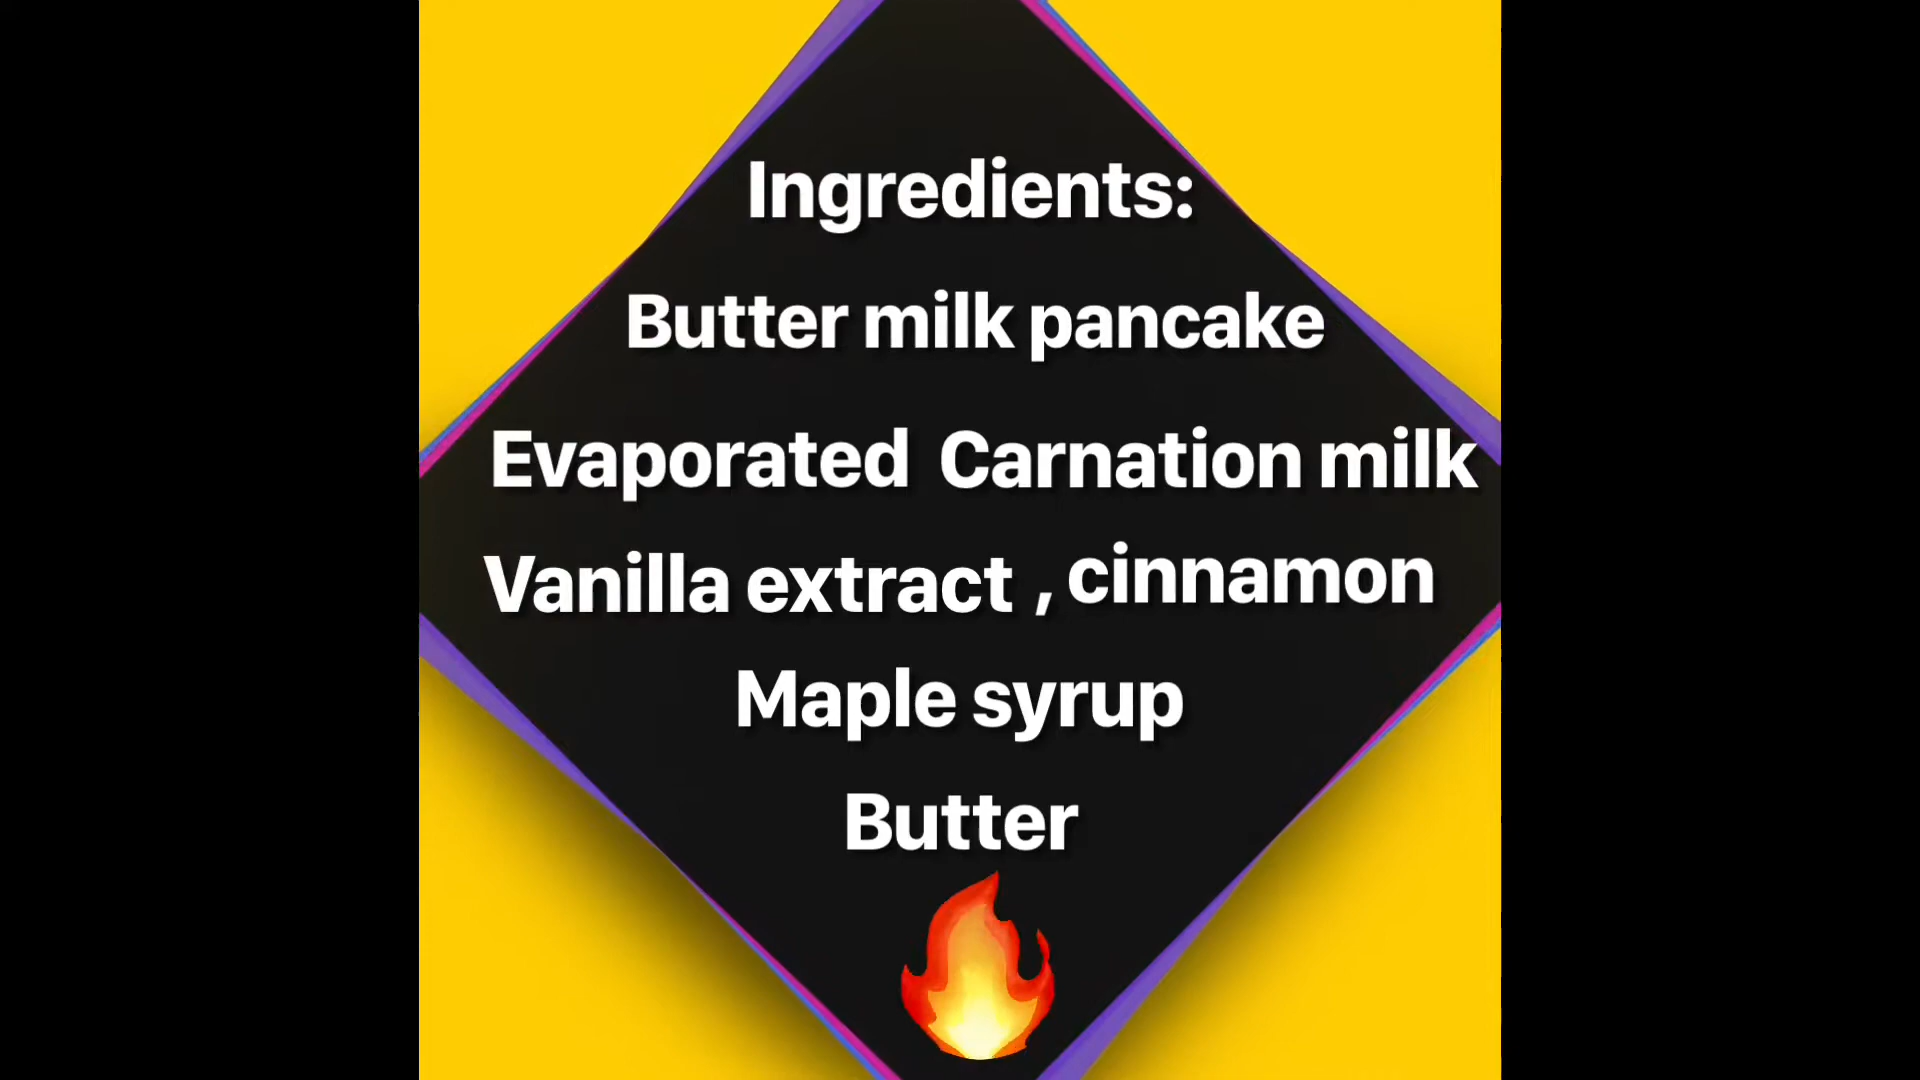 Ingredients:
Butter milk pancake
Evaporated Carnation milk
Vanilla extract , cinnamon
Maple syrup
Butter